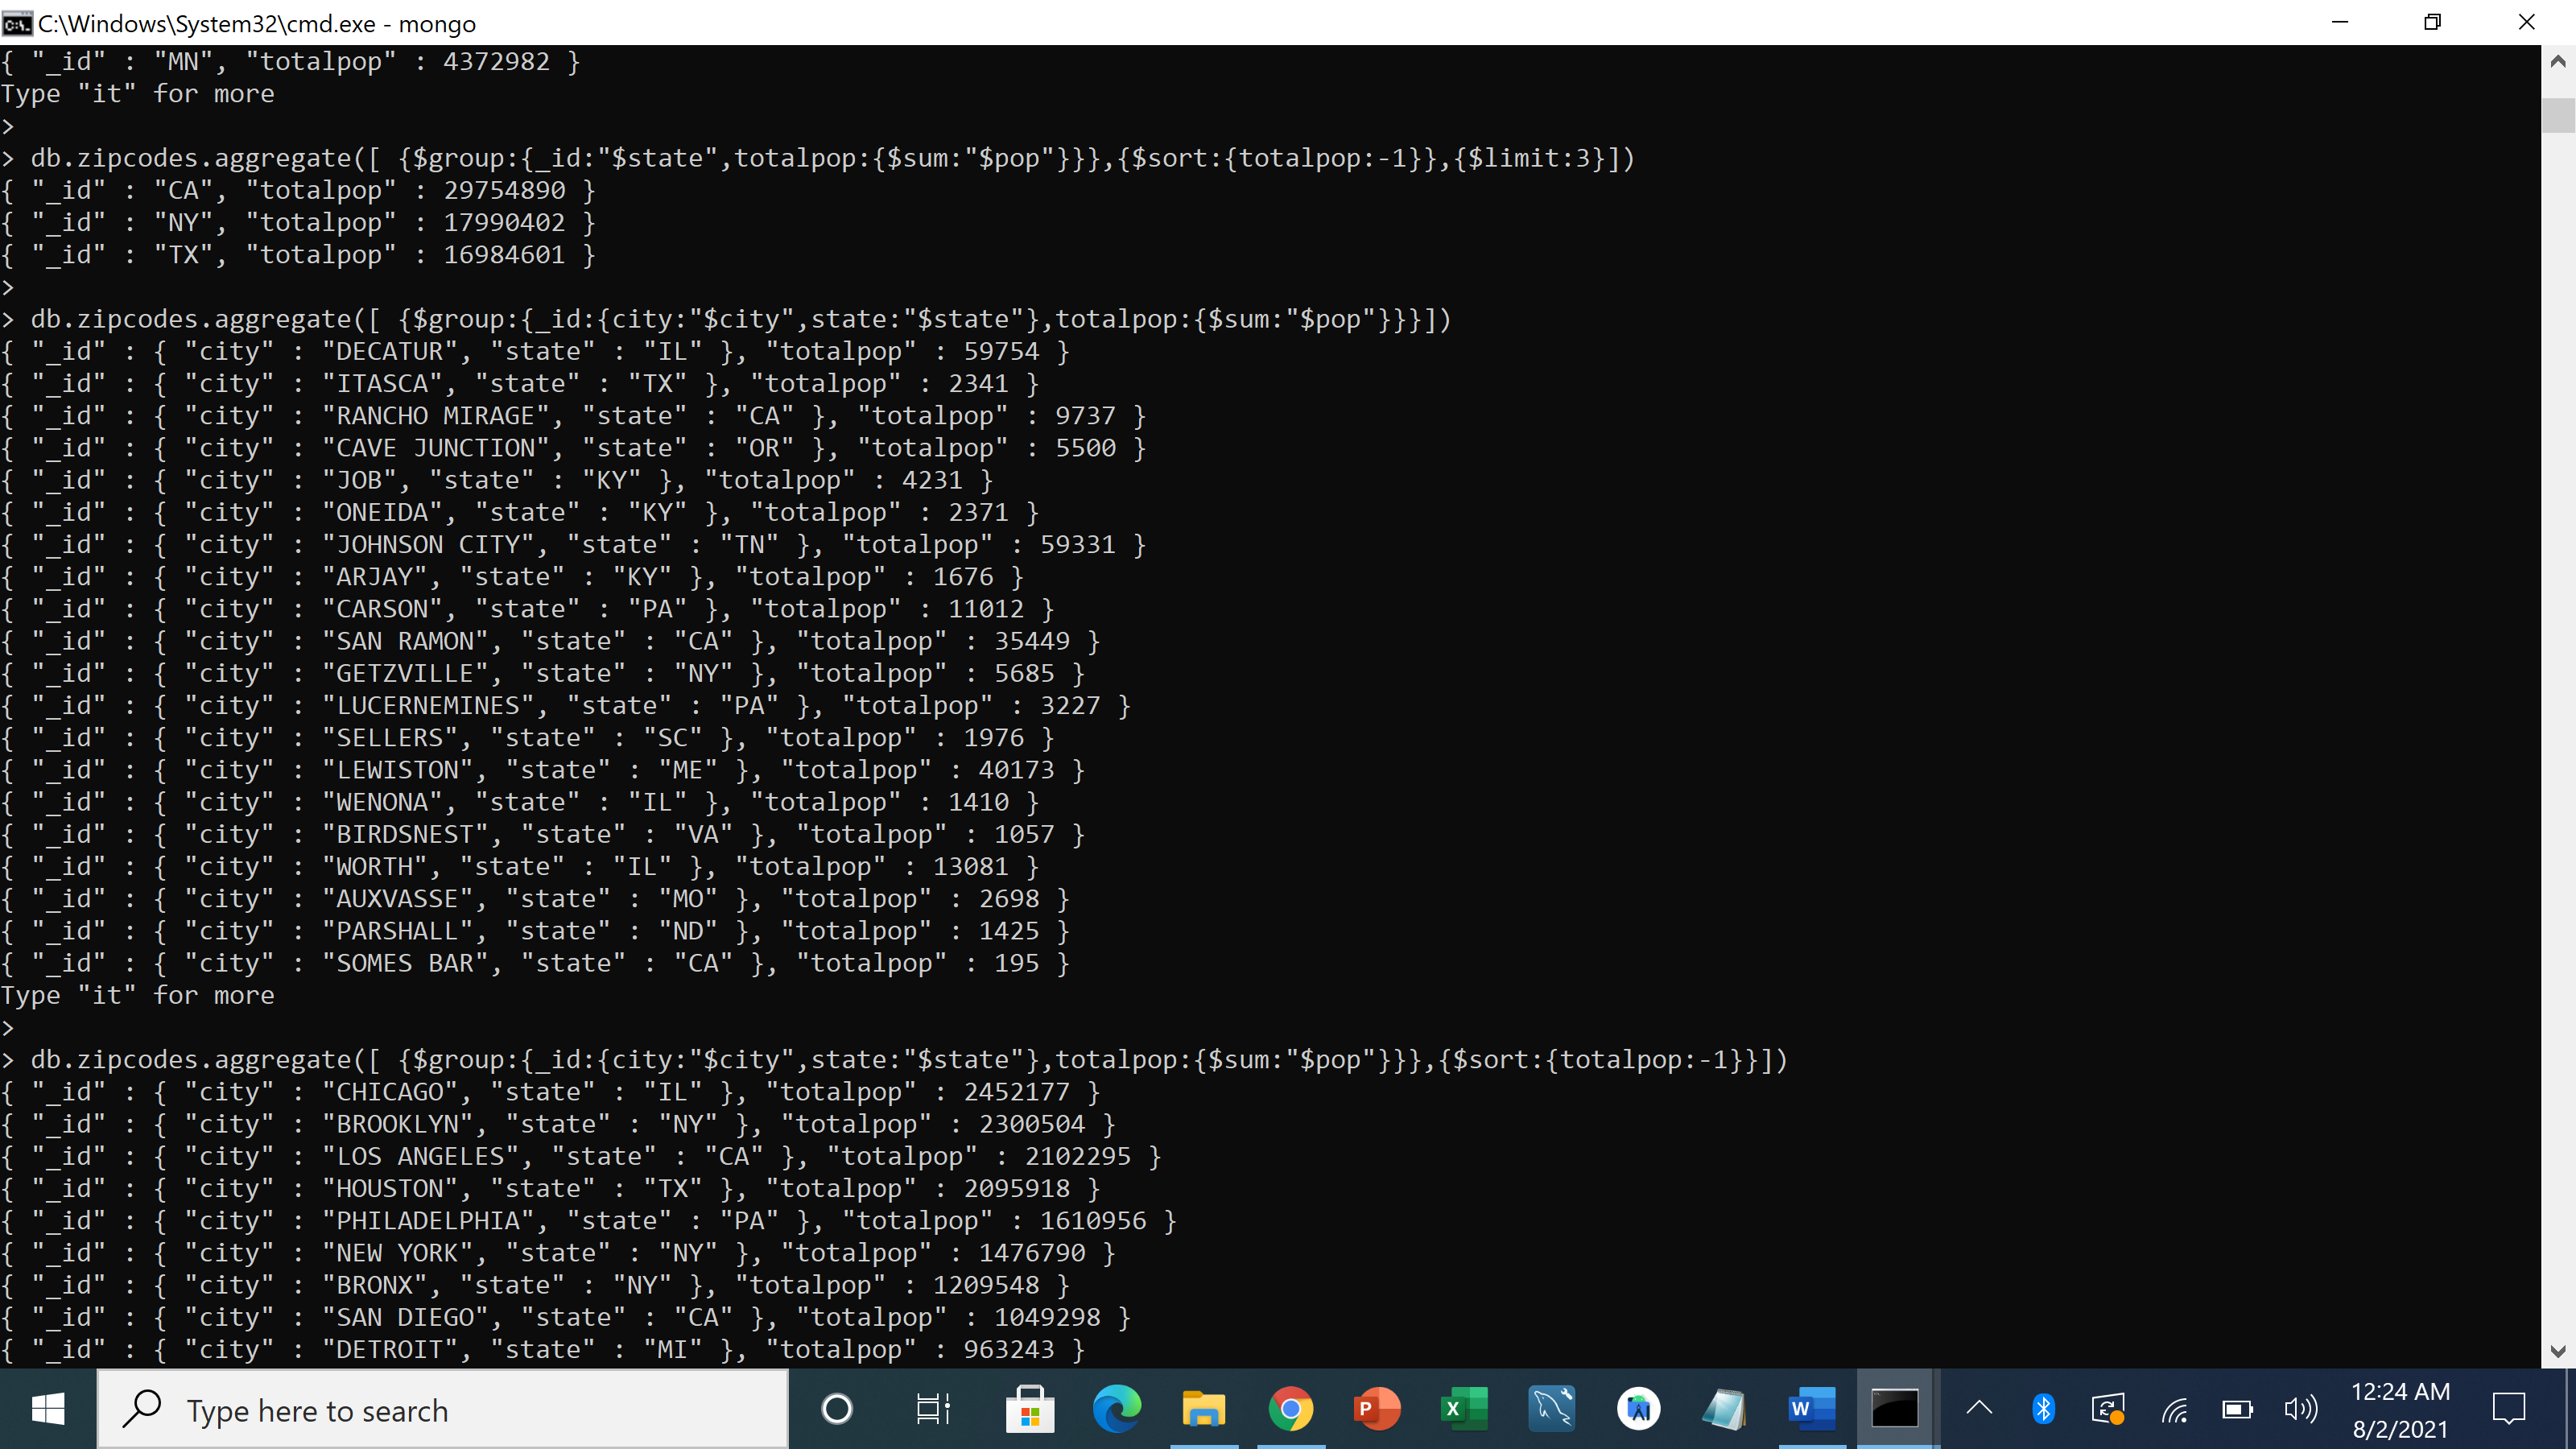 C:\Windows\System32\cmd.exe - mongo
{ "_id" : "MN", "totalpop" : 4372982 }
Type "it" for more
>
> db.zipcodes.aggregate([ {$group:{_id:"$state",totalpop:{$sum:"$pop"}}},{$sort:{totalpop:-1}},{$limit:3}])
{ "_id" : "CA", "totalpop" : 29754890 }
{ "_id" : "NY", "totalpop" : 17990402 }
{ "_id" : "TX", "totalpop" : 16984601 }
>
> db.zipcodes.aggregate([ {$group:{_id:{city:"$city",state:"$state"},totalpop:{$sum:"$pop"}}}])
{ "_id" : { "city" : "DECATUR", "state" : "IL" }, "totalpop" : 59754 }
{ "_id" : { "city" : "ITASCA", "state" : "TX" }, "totalpop" : 2341 }
{ "_id" : { "city" : "RANCHO MIRAGE", "state" : "CA" }, "totalpop" : 9737 }
{ "_id" : { "city" : "CAVE JUNCTION", "state" : "OR" }, "totalpop" : 5500 }
{ "_id" : { "city" : "JOB", "state" : "KY" }, "totalpop" : 4231 }
{ "_id" : { "city" : "ONEIDA", "state" : "KY" }, "totalpop" : 2371 }
{ "_id" : { "city" : "JOHNSON CITY", "state" : "TN" }, "totalpop" : 59331 }
{ "_id" : { "city" : "ARJAY", "state" : "KY" }, "totalpop" : 1676 }
{ "_id" : { "city" : "CARSON", "state" : "PA" }, "totalpop" : 11012 }
{ "_id" : { "city" : "SAN RAMON", "state" : "CA" }, "totalpop" : 35449 }
{ "_id" : { "city" : "GETZVILLE", "state" : "NY" }, "totalpop" : 5685 }
{ "_id" : { "city" : "LUCERNEMINES", "state" : "PA" }, "totalpop" : 3227 }
{ "_id" : { "city" : "SELLERS", "state" : "SC" }, "totalpop" : 1976 }
{ "_id" : { "city" : "LEWISTON", "state" : "ME" }, "totalpop" : 40173 }
{ "_id" : { "city" : "WENONA", "state" : "IL" }, "totalpop" : 1410 }
{ "_id" : { "city" : "BIRDSNEST", "state" : "VA" }, "totalpop" : 1057 }
{ "_id" : { "city" : "WORTH", "state" : "IL" }, "totalpop" : 13081 }
{ "_id" : { "city" : "AUXVASSE", "state" : "MO" }, "totalpop" : 2698 }
{ "_id" : { "city" : "PARSHALL", "state" : "ND" }, "totalpop" : 1425 }
{ "_id" : { "city" : "SOMES BAR", "state" : "CA" }, "totalpop" : 195 }
Type "it" for more
>
> db.zipcodes.aggregate([ {$group:{_id:{city:"$city",state:"$state"},totalpop:{$sum:"$pop"}}},{$sort:{totalpop:-1}}])
{ "_id" : { "city" : "CHICAGO", "state" : "IL" }, "totalpop" : 2452177 }
{ "_id" : { "city" : "BROOKLYN", "state" : "NY" }, "totalpop" : 2300504 }
{ "_id" : { "city" : "LOS ANGELES", "state" : "CA" }, "totalpop" : 2102295 }
{ "_id" : { "city" : "HOUSTON", "state" : "TX" }, "totalpop" : 2095918 }
{ "_id" : { "city" : "PHILADELPHIA", "state" : "PA" }, "totalpop" : 1610956 }
{ "_id" : { "city" : "NEW YORK", "state" : "NY" }, "totalpop" : 1476790 }
{ "_id" : { "city" : "BRONX", "state" : "NY" }, "totalpop" : 1209548 }
{ "_id" : { "city" : "SAN DIEGO", "state" : "CA" }, "totalpop" : 1049298 }
{ "_id" : { "city" : "DETROIT", "state" : "MI" }, "totalpop" : 963243 }
Type here to search
12:24 AM
8/2/2021